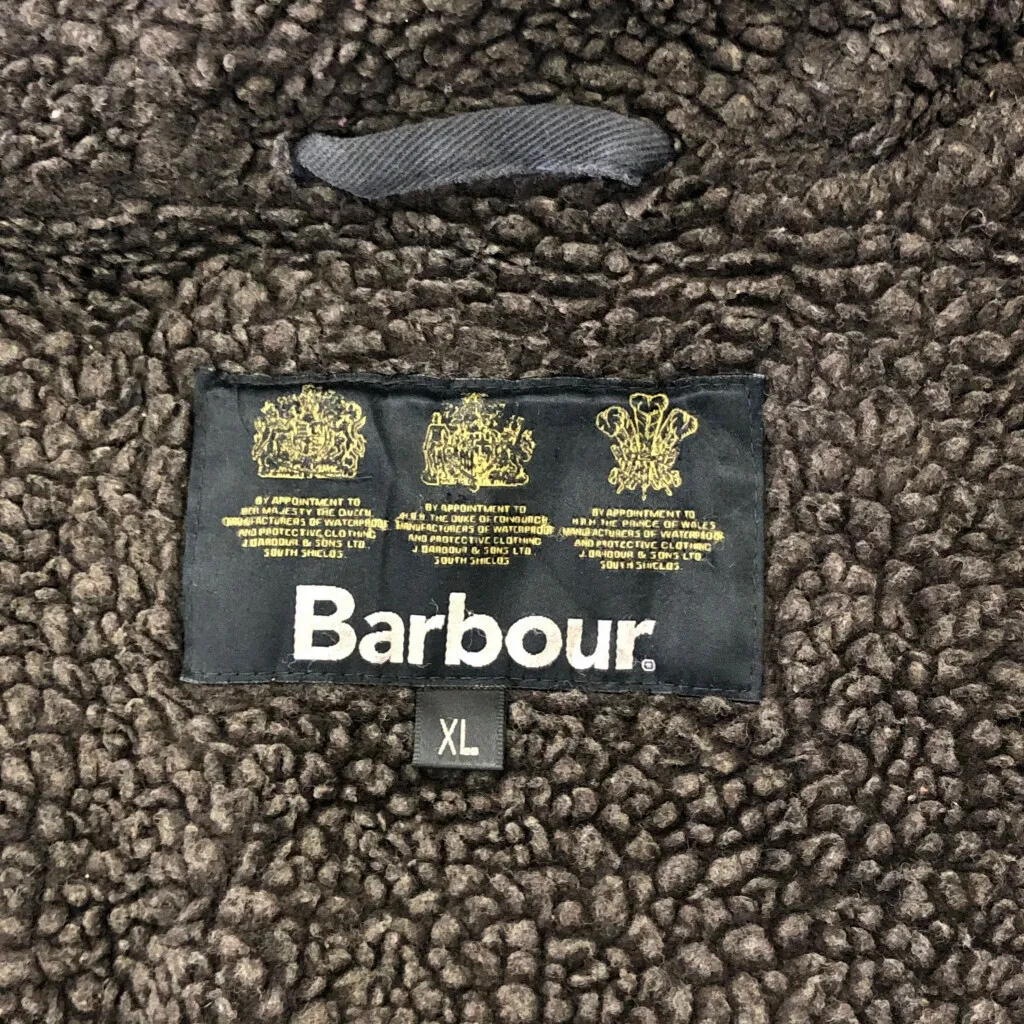 BY APPOINTMENT TO
HER MAJESTY THE QUEEN
MANUFACTURERS OF WATERPROOF
AND PROTECTIVE CLOTHING
J. BARBOUR & SONS LTD
SOUTH SHIELDS
BY APPOINTMENT TO
H.R.H. THE DUKE OF EDINBURGH
MANUFACTURERS OF WATERPROOF
AND PROTECTIVE CLOTHING
J. BARBOUR & SONS LTD
SOUTH SHIELDS
BY APPOINTMENT TO
H.R.H. THE PRINCE OF WALES
MANUFACTURERS OF WATERPROOF
AND PROTECTIVE CLOTHING
J. BARBOUR & SONS LTD.
SOUTH SHIELDS
Barbour®
XL